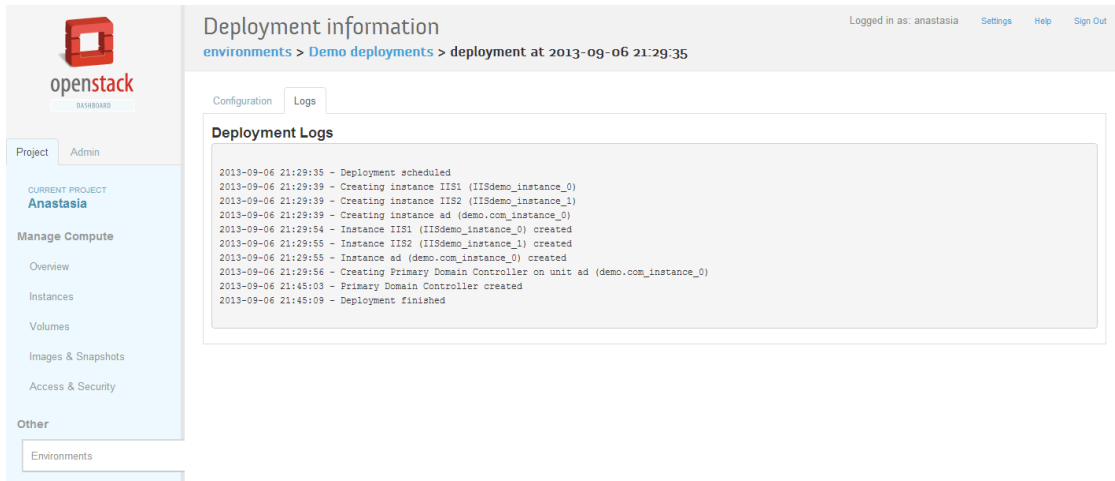 openstack
DASHBOARD
Project Admin
CURRENT PROJECT
Anastasia
Manage Compute
Overview
Instances
Volumes
Images & Snapshots
Access & Security
Other
Environments
Deployment information
Logged in as: anastasia Settings Help Sign Out
environments > Demo deployments > deployment at 2013-09-06 21:29:35
Configuration Logs
Deployment Logs
2013-09-06 21:29:35 - Deployment scheduled
2013-09-06 21:29:39 - Creating instance IIS1 (IISdemo_instance_0)
2013-09-06 21:29:39 - Creating instance IIS2 (IISdemo_instance_1)
2013-09-06 21:29:39 - Creating instance ad (demo.com_instance_0)
2013-09-06 21:29:54 - Instance IIS1 (IISdemo_instance_0) created
2013-09-06 21:29:55 - Instance IIS2 (IISdemo_instance_1) created
2013-09-06 21:29:55 - Instance ad (demo.com_instance_0) created
2013-09-06 21:29:56 - Creating Primary Domain Controller on unit ad (demo.com_instance_0)
2013-09-06 21:45:03 - Primary Domain Controller created
2013-09-06 21:45:09 - Deployment finished